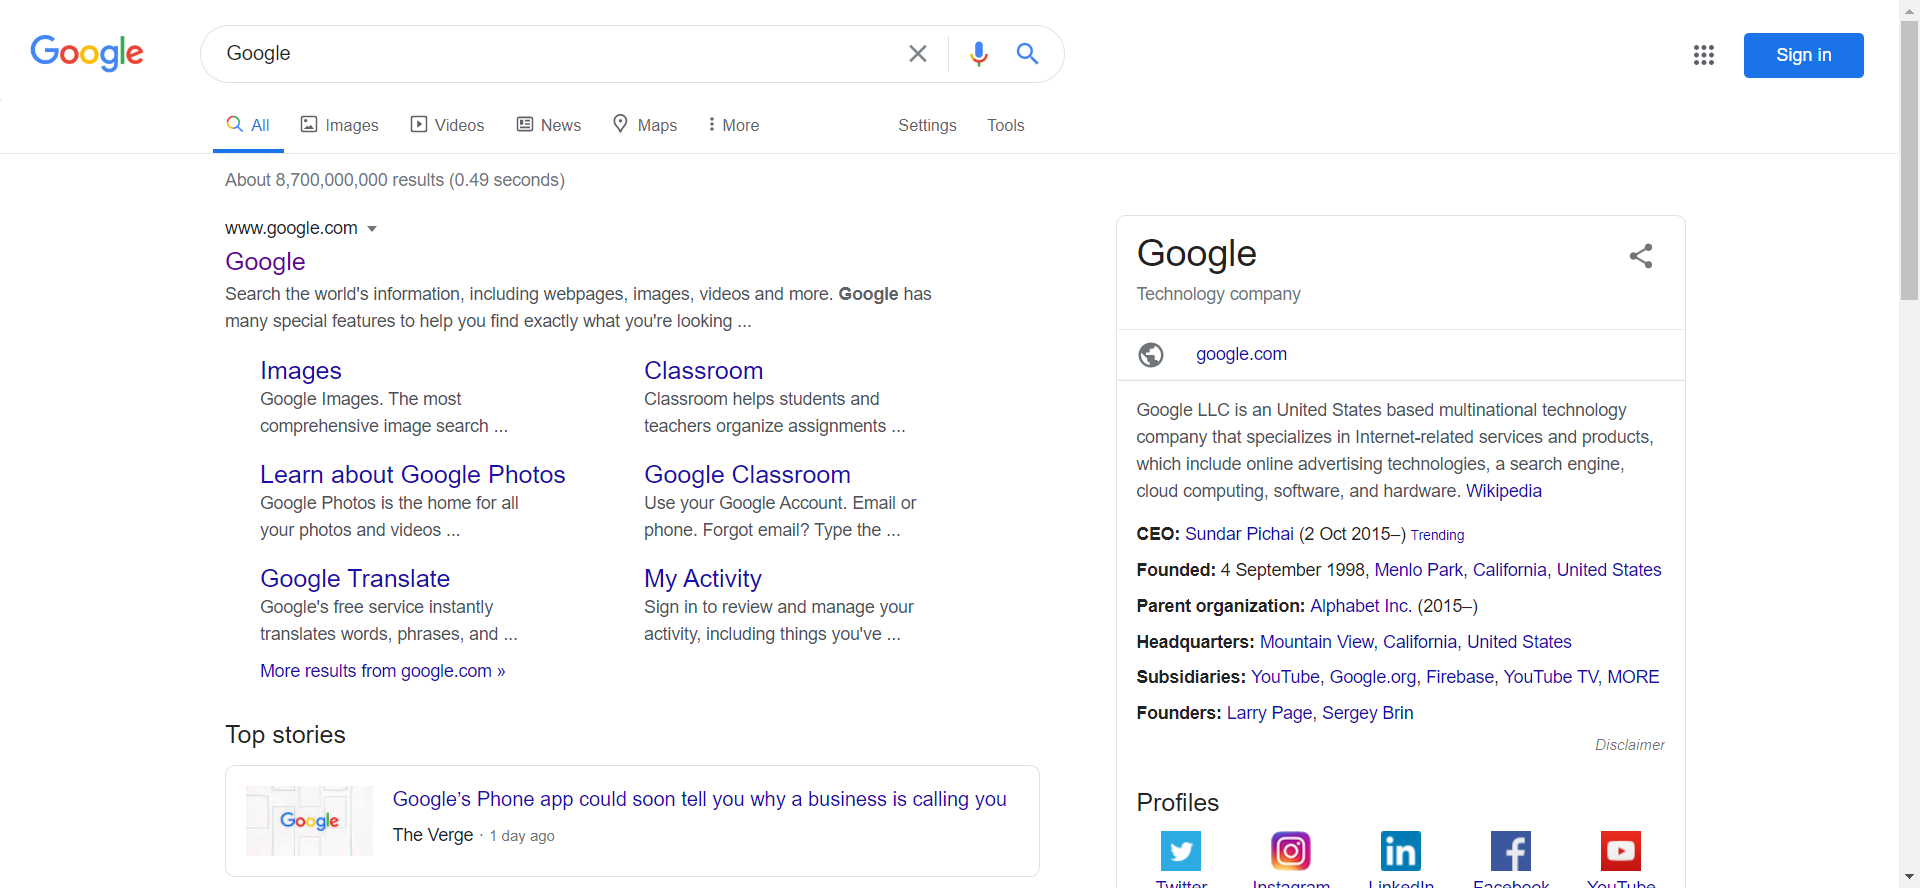 Google
Google
Sign in
All
Images
Videos
News
Maps
More
Settings
Tools
About 8,700,000,000 results (0.49 seconds)
www.google.com
Google
Search the world's information, including webpages, images, videos and more. Google has
many special features to help you find exactly what you're looking ...
Images
Google Images. The most
comprehensive image search ...
Classroom
Classroom helps students and
teachers organize assignments ...
Learn about Google Photos
Google Photos is the home for all
your photos and videos ...
Google Classroom
Use your Google Account. Email or
phone. Forgot email? Type the ...
Google Translate
Google's free service instantly
translates words, phrases, and ...
My Activity
Sign in to review and manage your
activity, including things you've ...
More results from google.com »
Top stories
Google
Google’s Phone app could soon tell you why a business is calling you
The Verge · 1 day ago
Google
Technology company
google.com
Google LLC is an United States based multinational technology
company that specializes in Internet-related services and products,
which include online advertising technologies, a search engine,
cloud computing, software, and hardware. Wikipedia
CEO: Sundar Pichai (2 Oct 2015–) Trending
Founded: 4 September 1998, Menlo Park, California, United States
Parent organization: Alphabet Inc. (2015–)
Headquarters: Mountain View, California, United States
Subsidiaries: YouTube, Google.org, Firebase, YouTube TV, MORE
Founders: Larry Page, Sergey Brin
Disclaimer
Profiles
Twitter
Instagram
LinkedIn
Facebook
YouTube